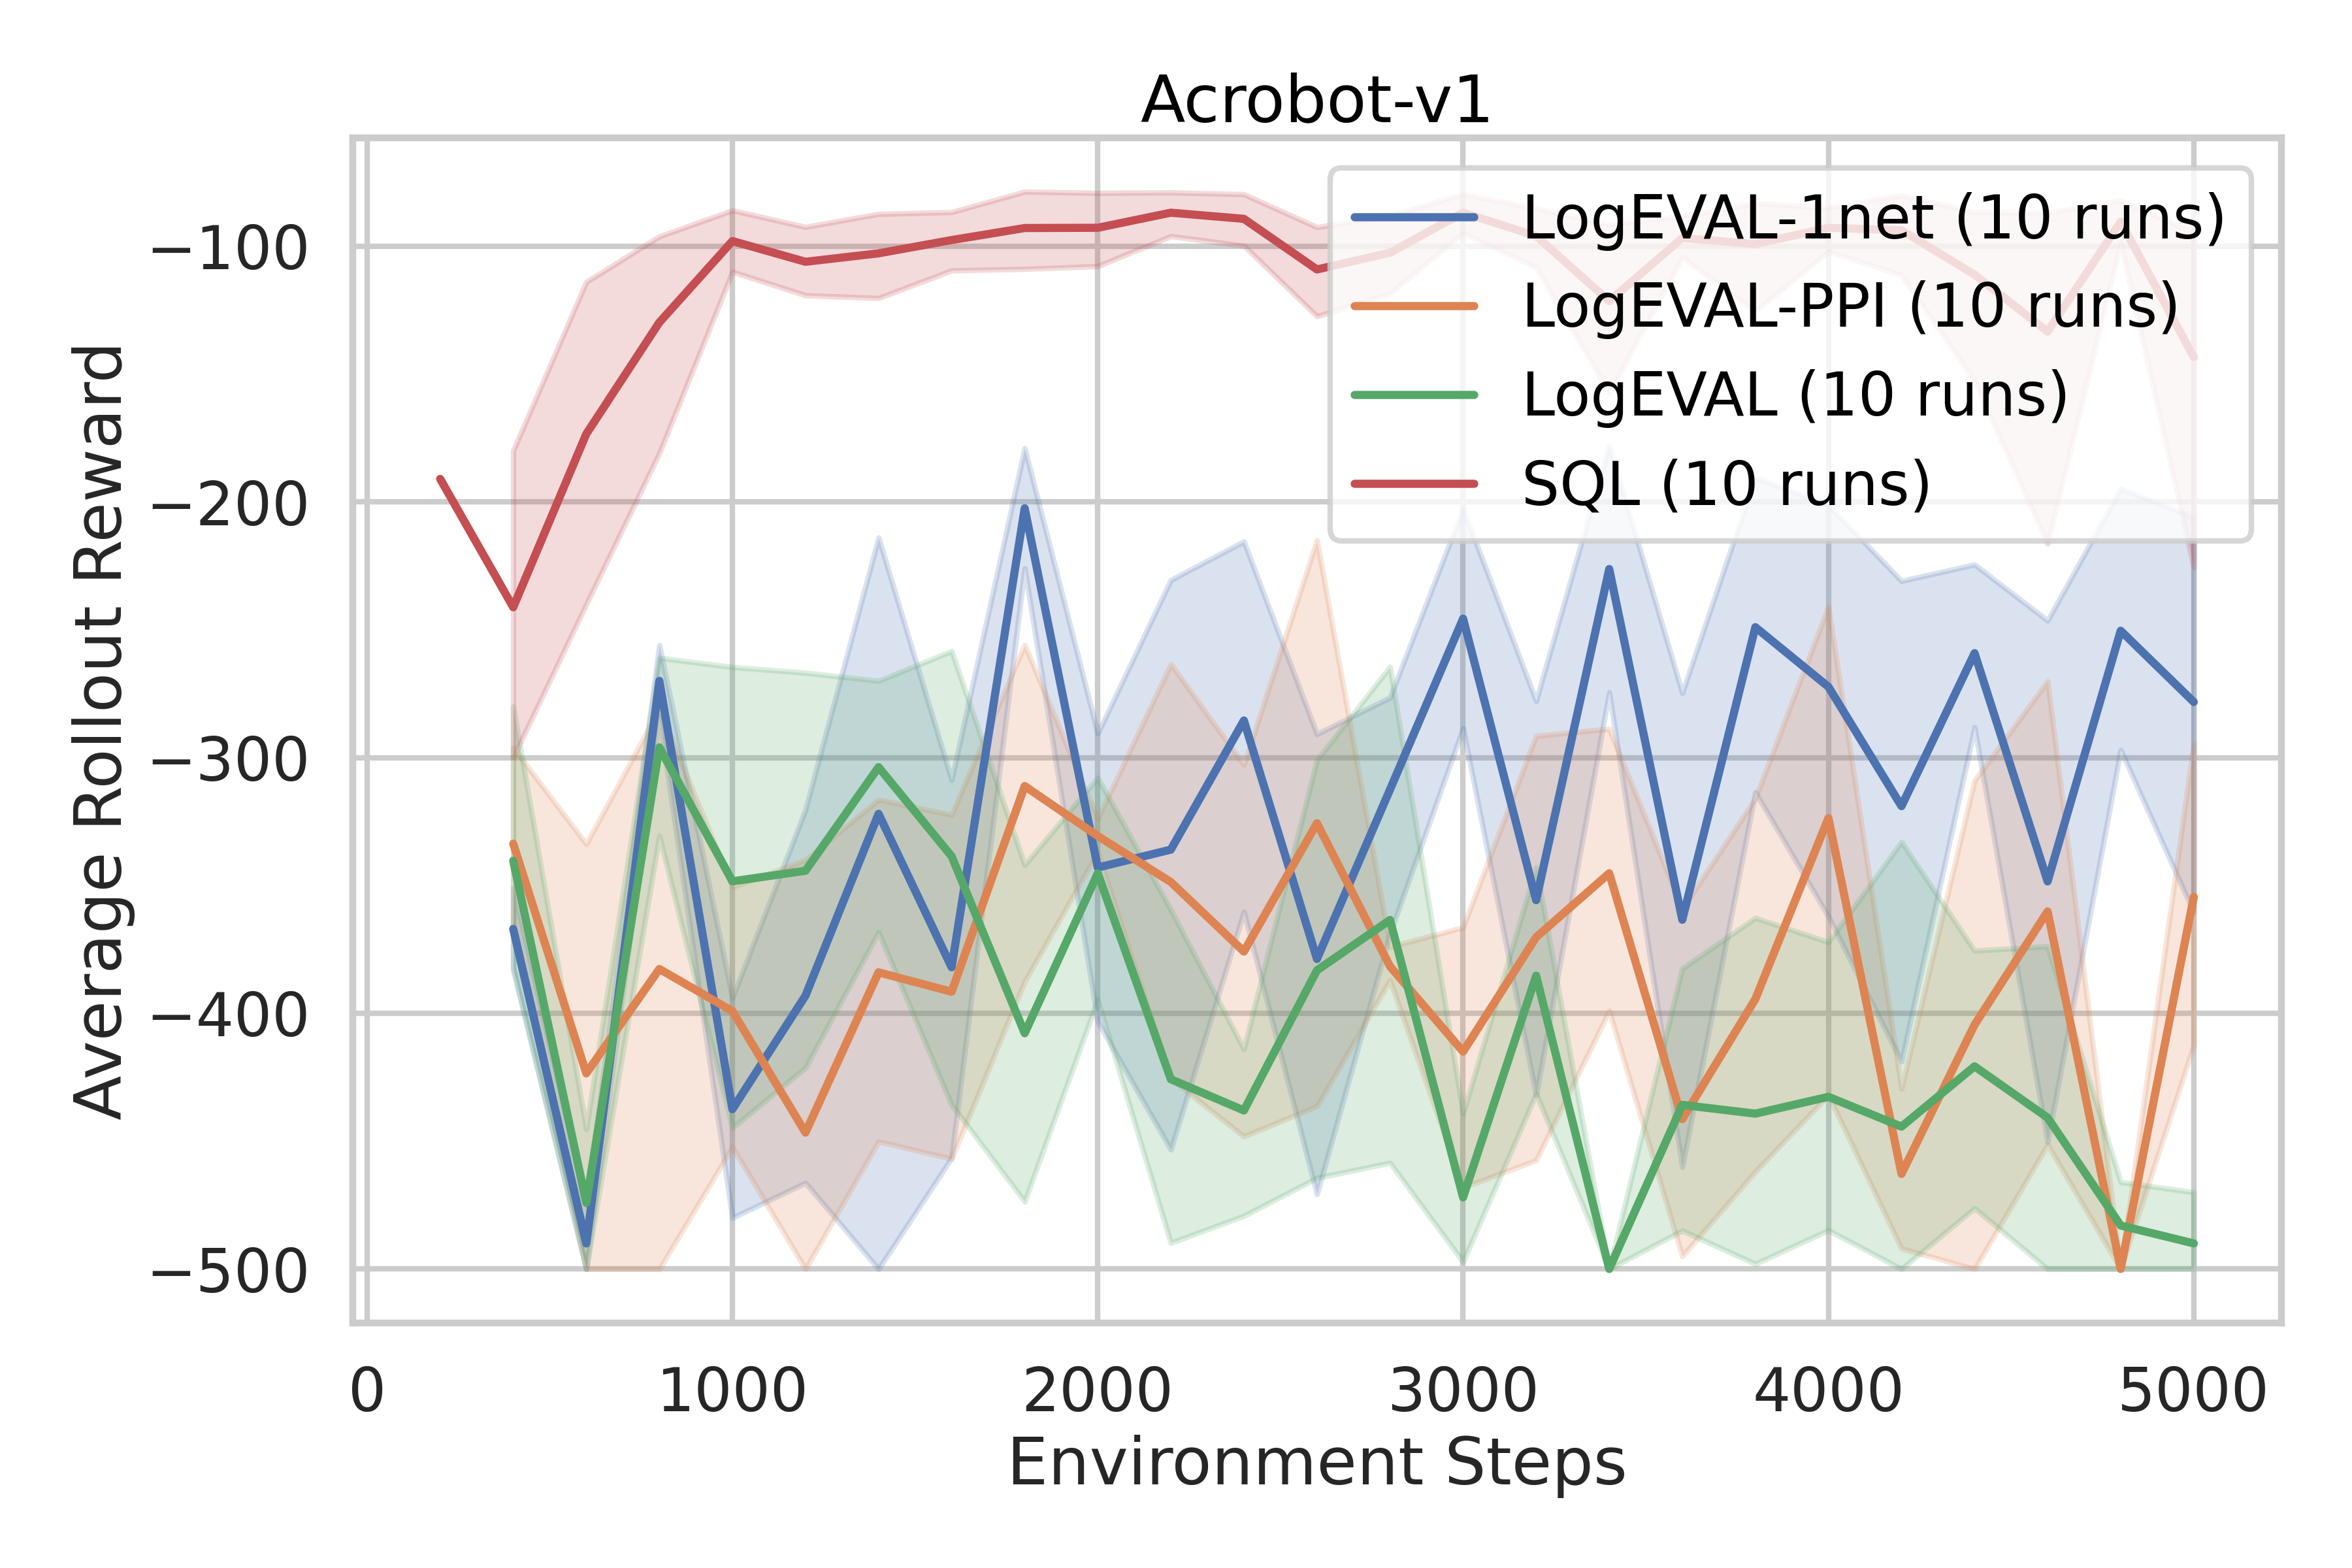 Acrobot-v1
LogEVAL-1net (10 runs)
LogEVAL-PPI (10 runs)
LogEVAL (10 runs)
SQL (10 runs)
Average Rollout Reward
−100
−200
−300
−400
−500
0 1000 2000 3000 4000 5000
Environment Steps